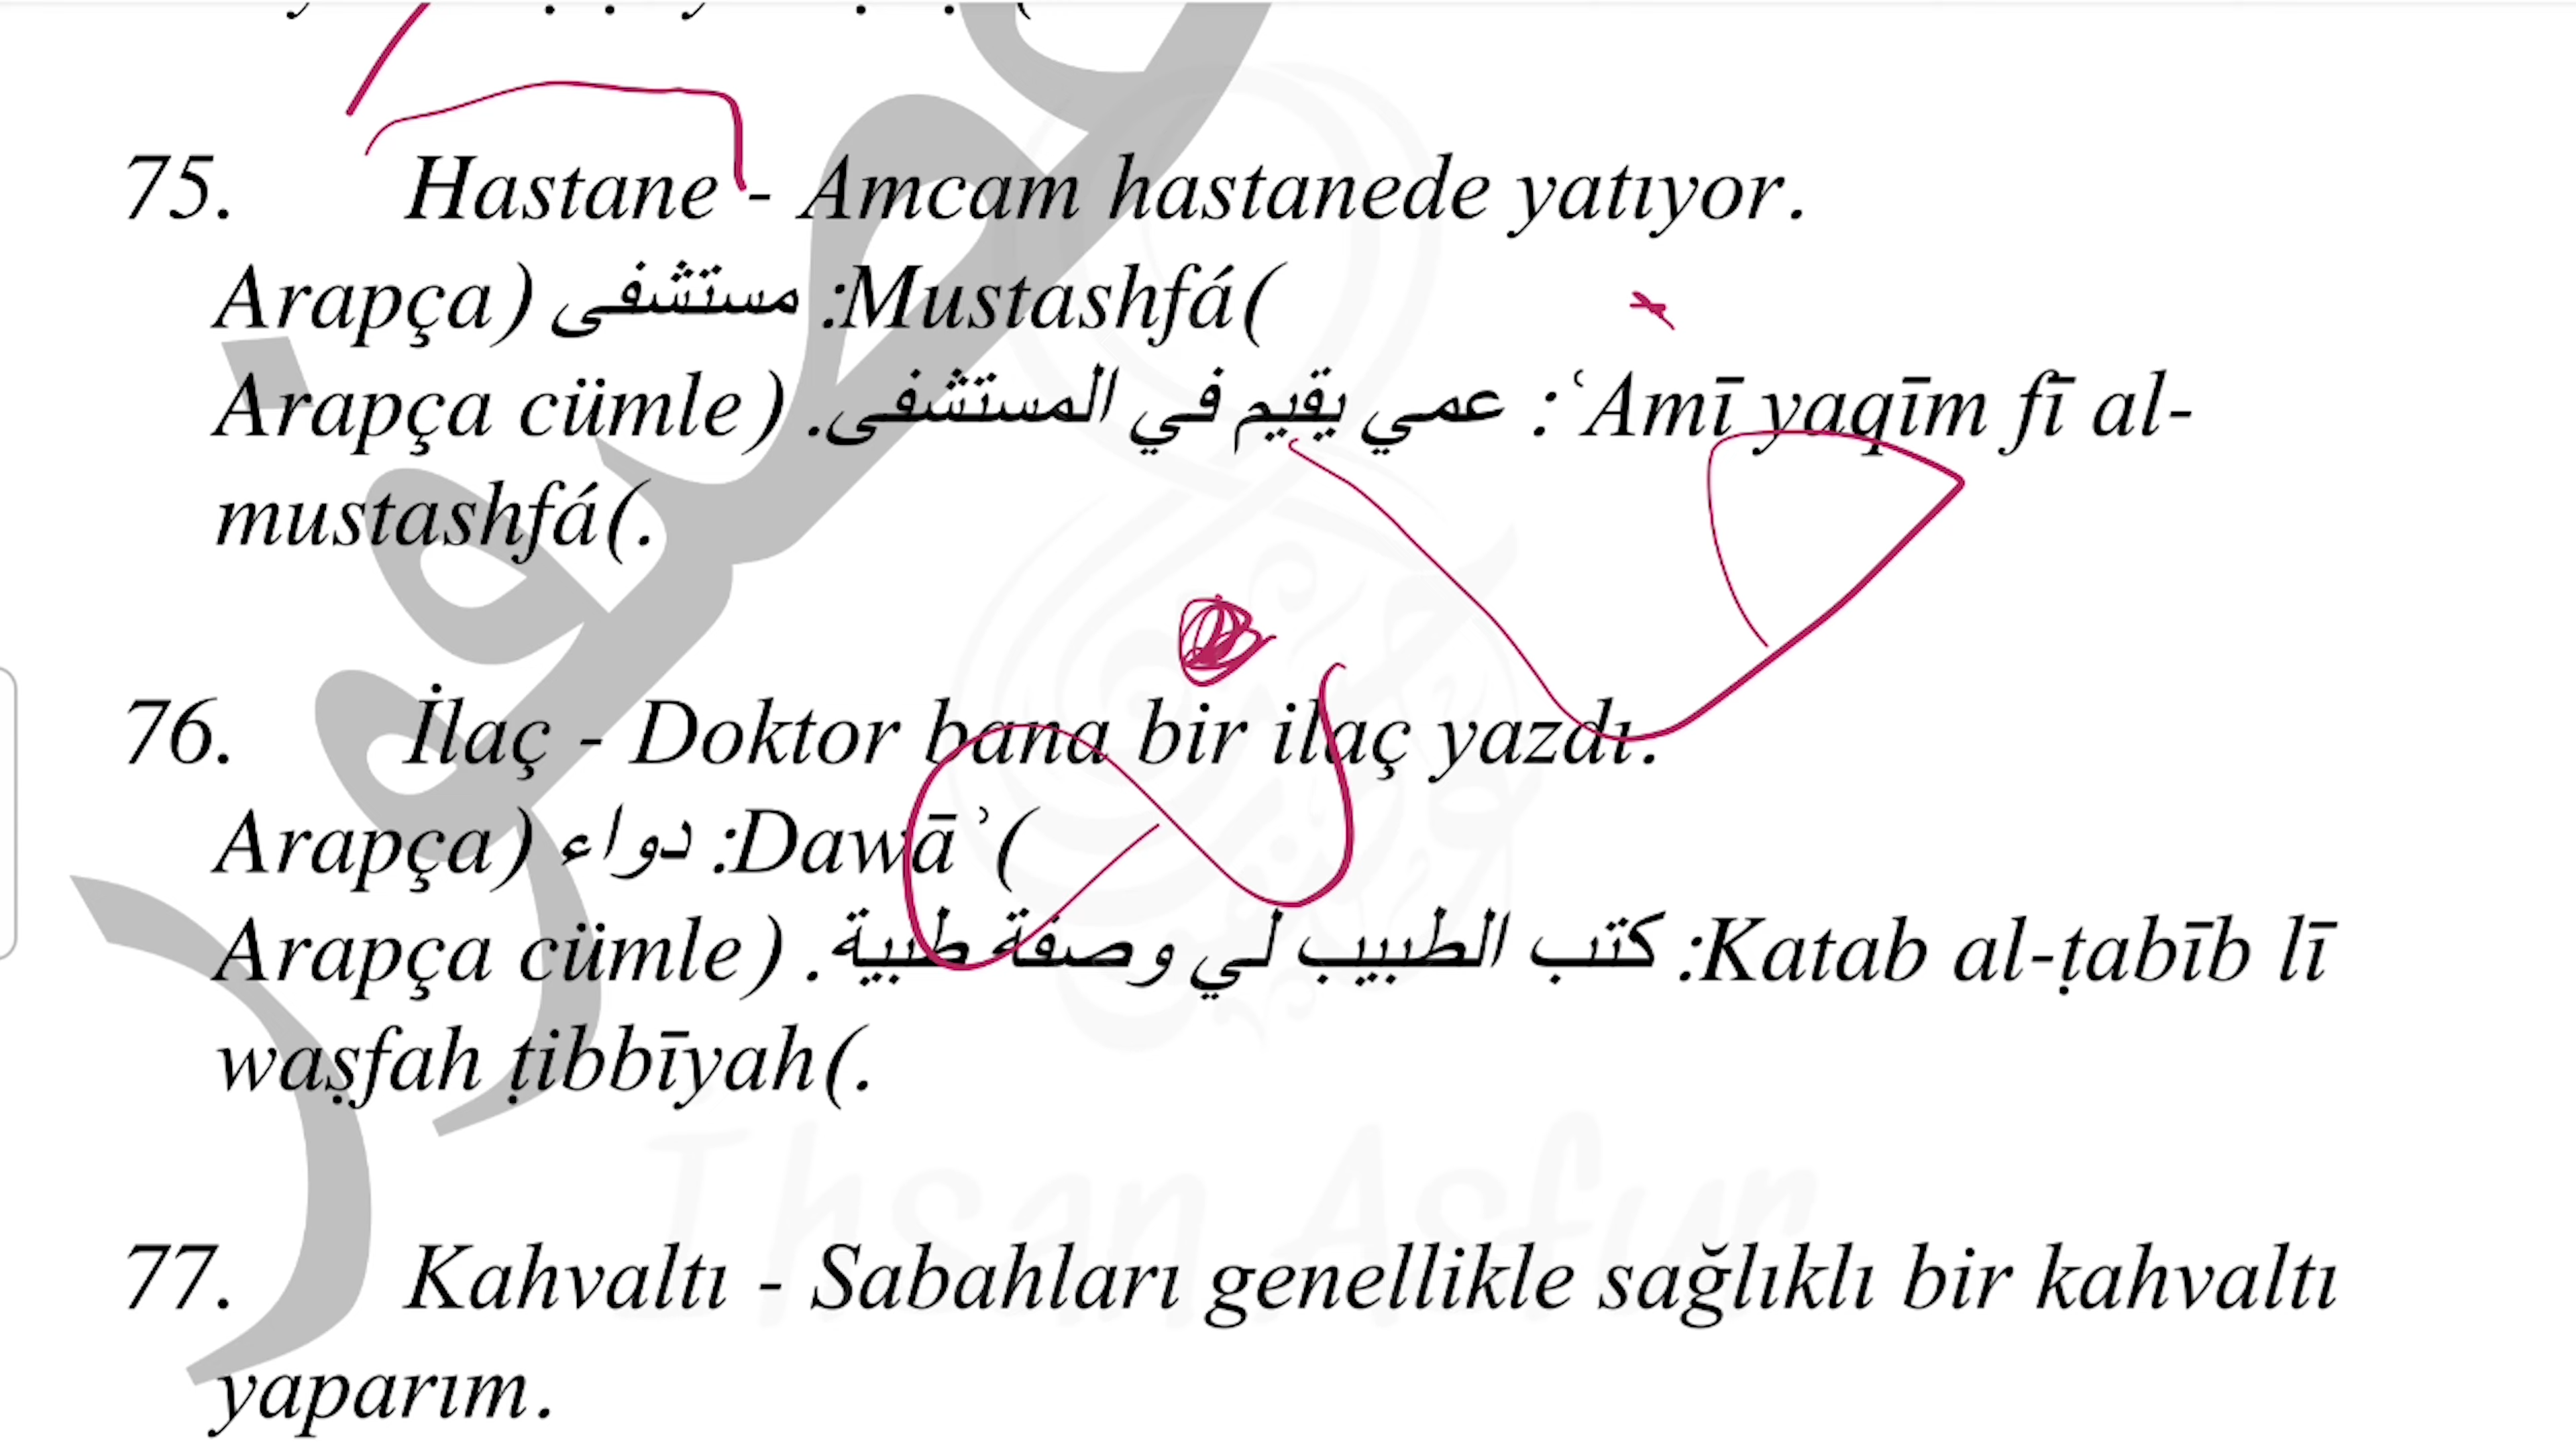 75. Hastane - Amcam hastanede yatıyor.
Arapça) مستشفى :Mustashfá(
Arapça cümle) عمي يقيم في المستشفى. : ʿAmī yaqīm fī al-
mustashfá(.
76. İlaç - Doktor bana bir ilaç yazdı.
Arapça) دواء :Dawāʾ(
Arapça cümle) كتب الطبيب لي وصفة طبية. :Katab al-ṭabīb lī
waṣfah ṭibbīyah(.
Ihsan Asfur
77. Kahvaltı - Sabahları genellikle sağlıklı bir kahvaltı
yaparım.